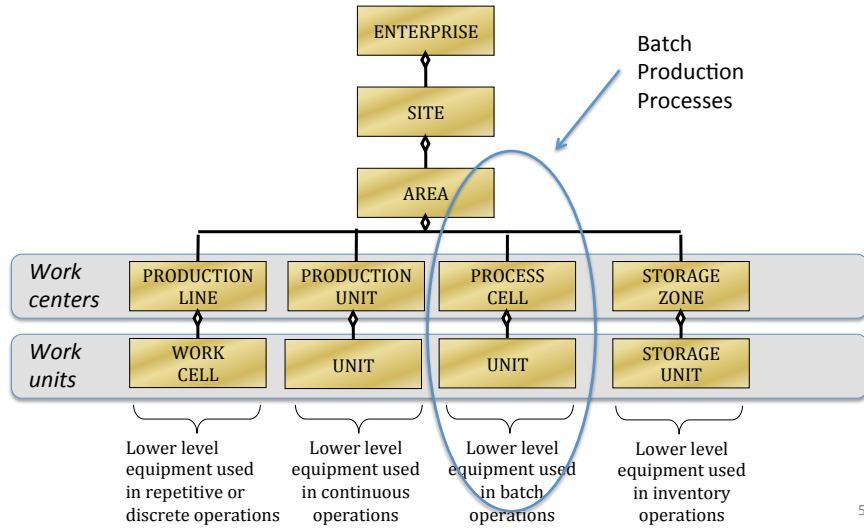 ENTERPRISE
Batch
Production
Processes
SITE
AREA
Work
centers
PRODUCTION
LINE
PRODUCTION
UNIT
PROCESS
CELL
STORAGE
ZONE
Work
units
WORK
CELL
UNIT
UNIT
STORAGE
UNIT
Lower level
equipment used
in repetitive or
discrete operations
Lower level
equipment used
in continuous
operations
Lower level
equipment used
in batch
operations
Lower level
equipment used
in inventory
operations
5